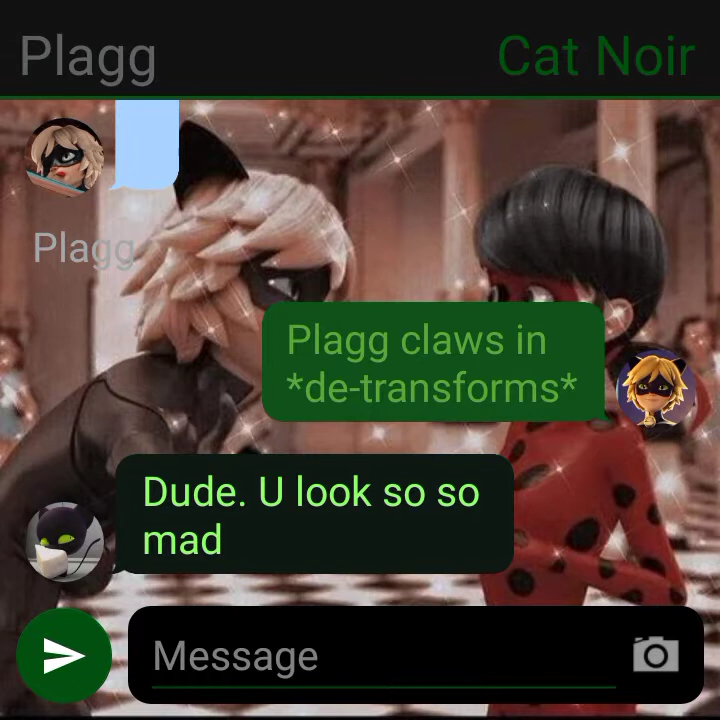 Plagg
Cat Noir
Plagg
Plagg claws in
*de-transforms*
Dude. U look so so
mad
Message